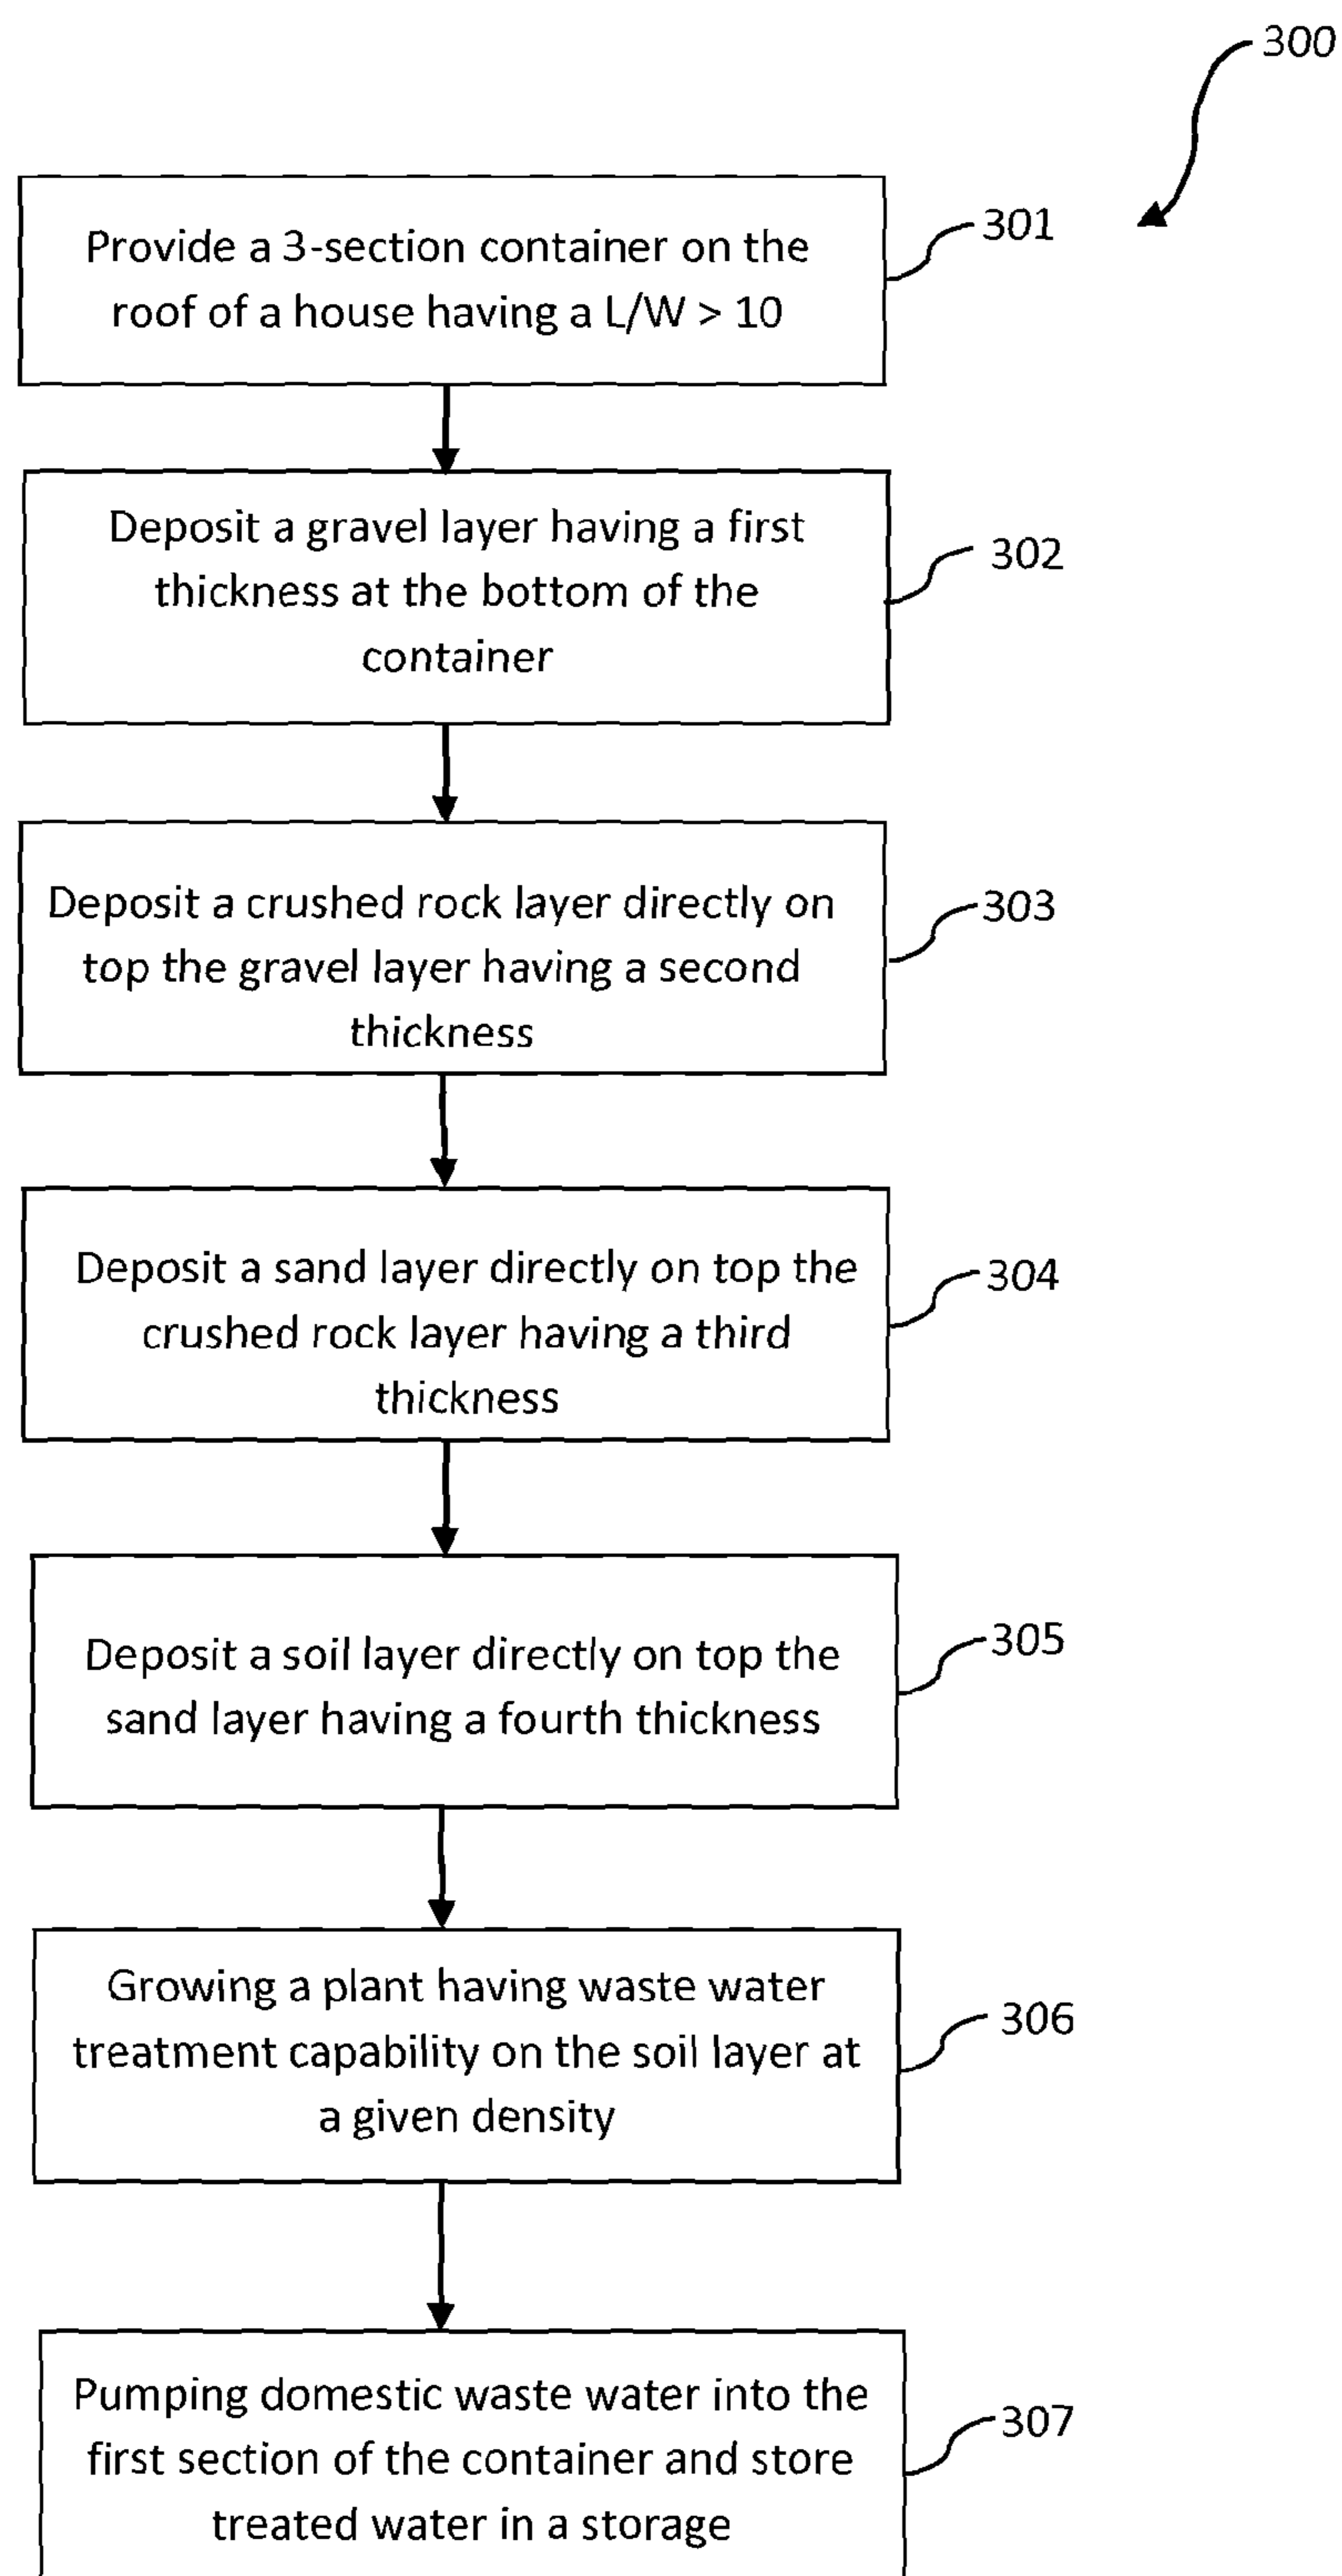 300
Provide a 3-section container on the
roof of a house having a L/W > 10
301
Deposit a gravel layer having a first
thickness at the bottom of the
container
302
Deposit a crushed rock layer directly on
top the gravel layer having a second
thickness
303
Deposit a sand layer directly on top the
crushed rock layer having a third
thickness
304
Deposit a soil layer directly on top the
sand layer having a fourth thickness
305
Growing a plant having waste water
treatment capability on the soil layer at
a given density
306
Pumping domestic waste water into the
first section of the container and store
treated water in a storage
307